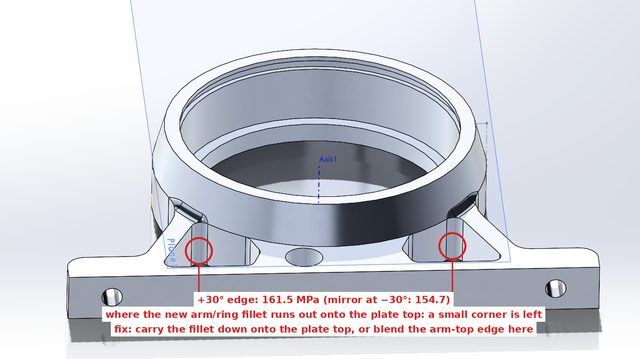 Axis1
Plane
+30° edge: 161.5 MPa (mirror at −30°: 154.7)
where the new arm/ring fillet runs out onto the plate top: a small corner is left
fix: carry the fillet down onto the plate top, or blend the arm-top edge here